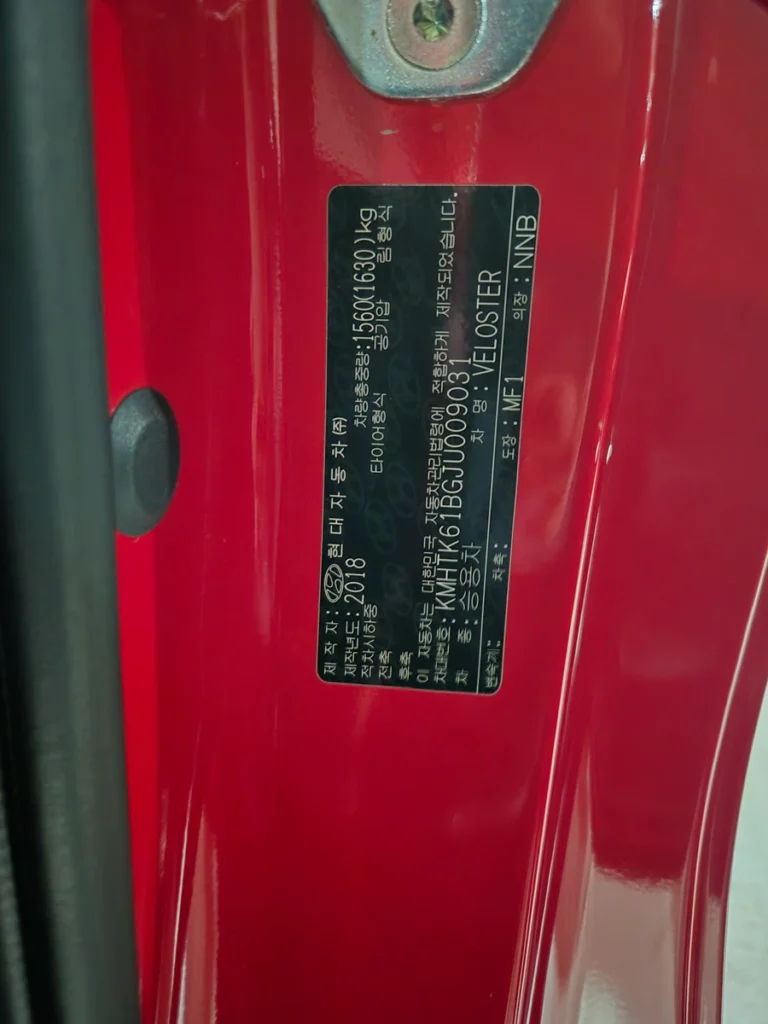 제 작 자 : 현 대 자 동 차 (주)
제작년도 : 2018 차량총중량 : 1560(1630) kg
적차시하중 타이어형식 공기압 림형식
전축
후축
이 자동차는 대한민국 자동차관리법령에 적합하게 제작되었습니다.
차대번호 : KMHTK61BGJU009031
차 종 : 승용차 차 명 : VELOSTER
변속기 : 차축 : 도장 : MF1 의장 : NNB